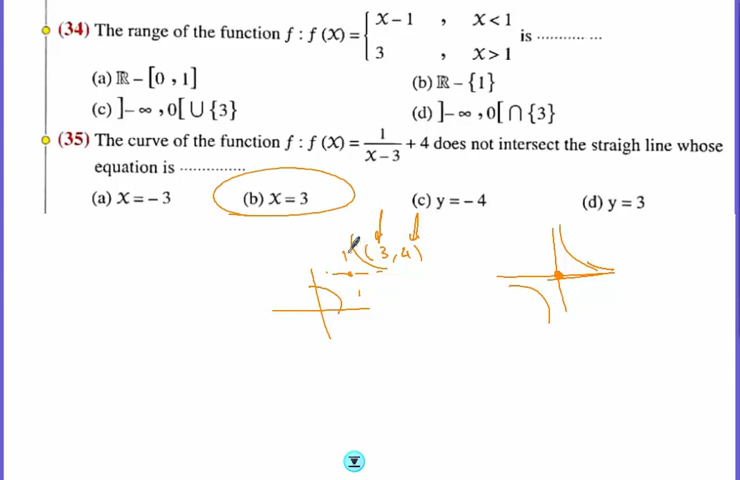 (34) The range of the function f : f (x) = { x − 1 , x < 1
3 , x > 1 is ..............
(a) ℝ − [0 , 1]
(b) ℝ − {1}
(c) ]− ∞ , 0[ ∪ {3}
(d) ]− ∞ , 0[ ∩ {3}
(35) The curve of the function f : f (x) = 1/(x − 3) + 4 does not intersect the straigh line whose
equation is ..............
(a) x = − 3
(b) x = 3
(c) y = − 4
(d) y = 3
(3,4)